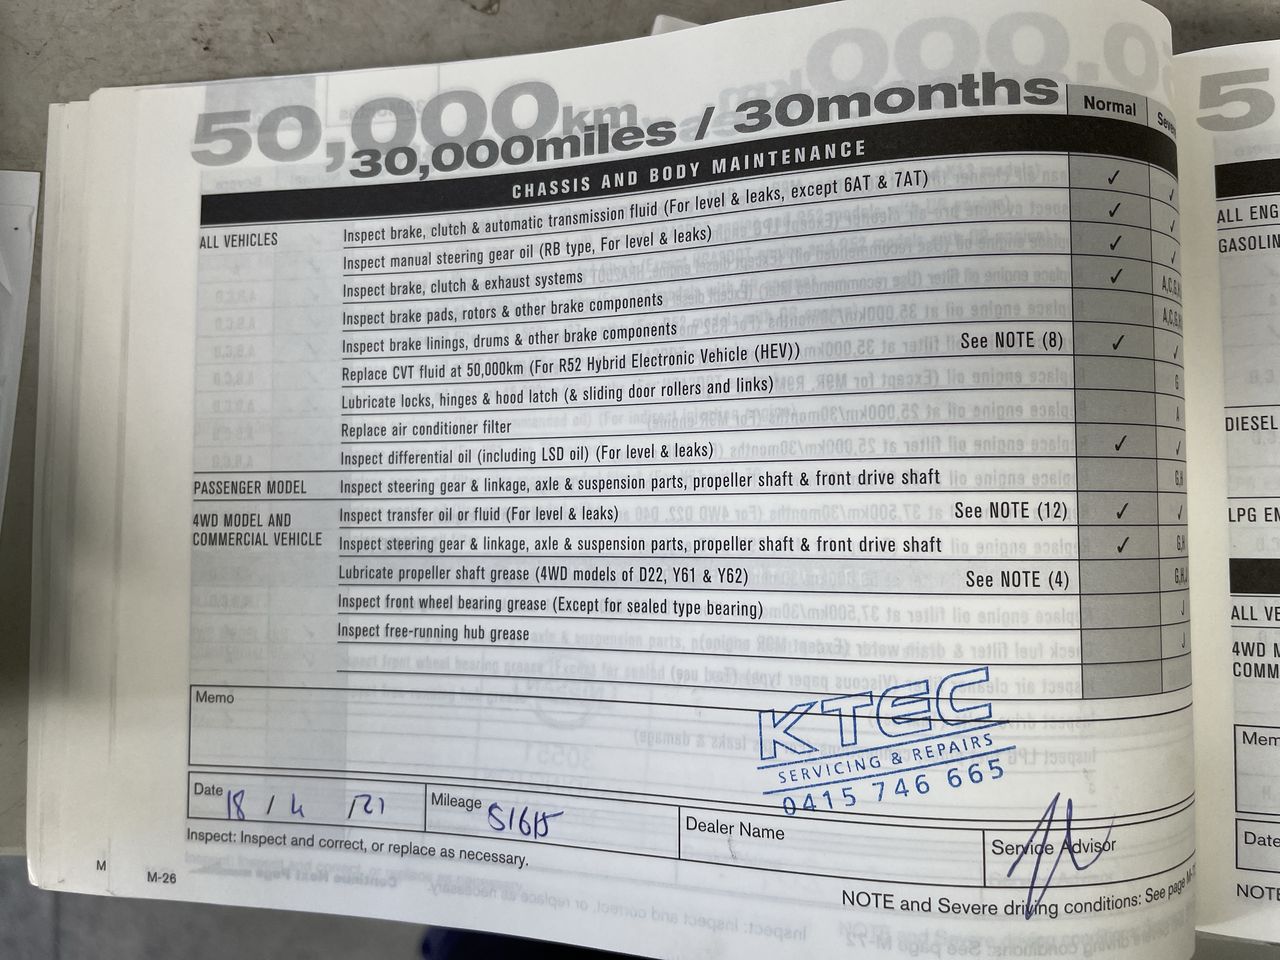 50,000km
30,000miles / 30months
Normal
CHASSIS AND BODY MAINTENANCE
ALL VEHICLES
Inspect brake, clutch & automatic transmission fluid (For level & leaks, except 6AT & 7AT) ✓ ✓
Inspect manual steering gear oil (RB type, For level & leaks) ✓ ✓
Inspect brake, clutch & exhaust systems ✓ ✓
Inspect brake pads, rotors & other brake components ✓ A,C,G,H
Inspect brake linings, drums & other brake components A,C,G,H
Replace CVT fluid at 50,000km (For R52 Hybrid Electronic Vehicle (HEV)) See NOTE (8) ✓ ✓
Lubricate locks, hinges & hood latch (& sliding door rollers and links) G
Replace air conditioner filter A
Inspect differential oil (including LSD oil) (For level & leaks) ✓ ✓
PASSENGER MODEL Inspect steering gear & linkage, axle & suspension parts, propeller shaft & front drive shaft G,H
4WD MODEL AND
COMMERCIAL VEHICLE
Inspect transfer oil or fluid (For level & leaks) See NOTE (12) ✓ ✓
Inspect steering gear & linkage, axle & suspension parts, propeller shaft & front drive shaft ✓ G,H
Lubricate propeller shaft grease (4WD models of D22, Y61 & Y62) See NOTE (4) G,H,J
Inspect front wheel bearing grease (Except for sealed type bearing) J
Inspect free-running hub grease J
Memo
KTEC
SERVICING & REPAIRS
0415 746 665
Date 18 / 4 / 21
Mileage
Dealer Name
Service Advisor
Inspect: Inspect and correct, or replace as necessary.
NOTE and Severe driving conditions: See page
M
M-26
5
ALL ENG
GASOLIN
DIESEL
LPG EN
ALL VE
4WD M
COMM
Mem
Date
NOTE